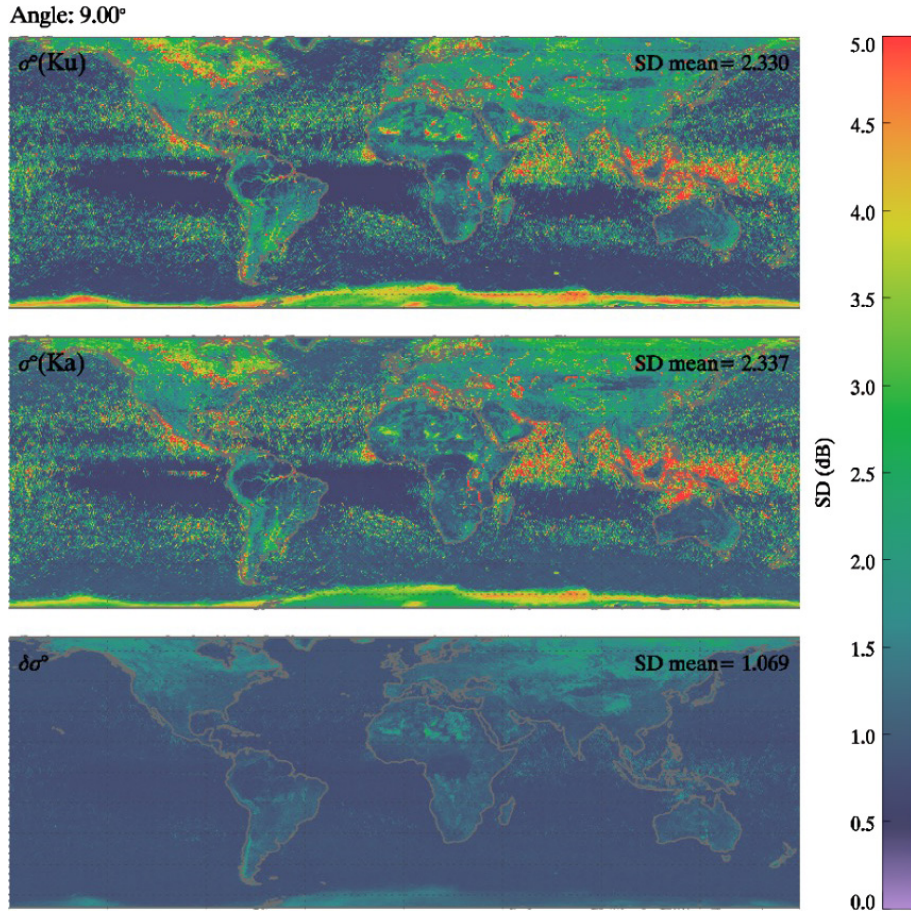 Angle: 9.00°
σ°(Ku)
SD mean= 2.330
σ°(Ka)
SD mean= 2.337
δσ°
SD mean= 1.069
5.0
4.5
4.0
3.5
3.0
2.5
2.0
1.5
1.0
0.5
0.0
SD (dB)